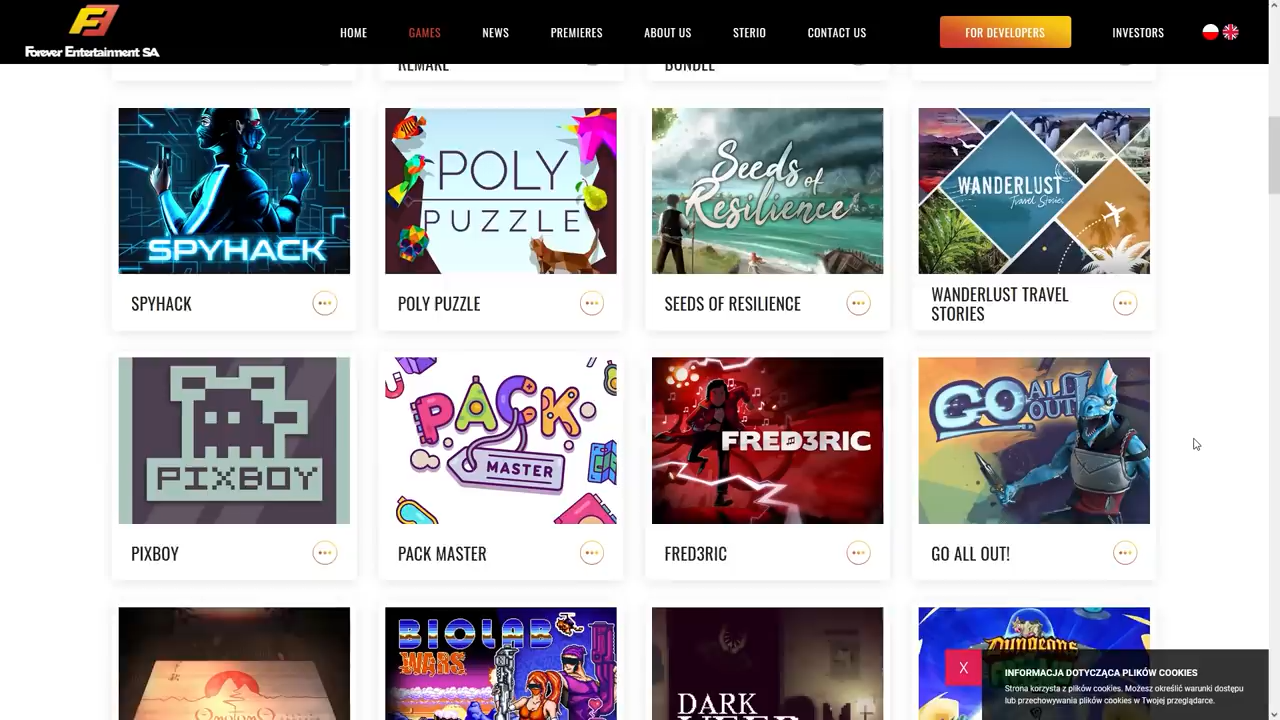 Forever Entertainment SA
HOME GAMES NEWS PREMIERES ABOUT US STERIO CONTACT US FOR DEVELOPERS INVESTORS
REMAKE
BUNDLE
SPYHACK
POLY
PUZZLE
Seeds of
Resilience
WANDERLUST
Travel Stories
SPYHACK
POLY PUZZLE
SEEDS OF RESILIENCE
WANDERLUST TRAVEL
STORIES
PIXBOY
PACK
MASTER
FRED3RIC
GO ALL
OUT!
PIXBOY
PACK MASTER
FRED3RIC
GO ALL OUT!
BIOLAB
WARS
DARK
Dungeons
X
INFORMACJA DOTYCZĄCA PLIKÓW COOKIES
Strona korzysta z plików cookies. Możesz określić warunki dostępu
lub przechowywania plików cookies w Twojej przeglądarce.